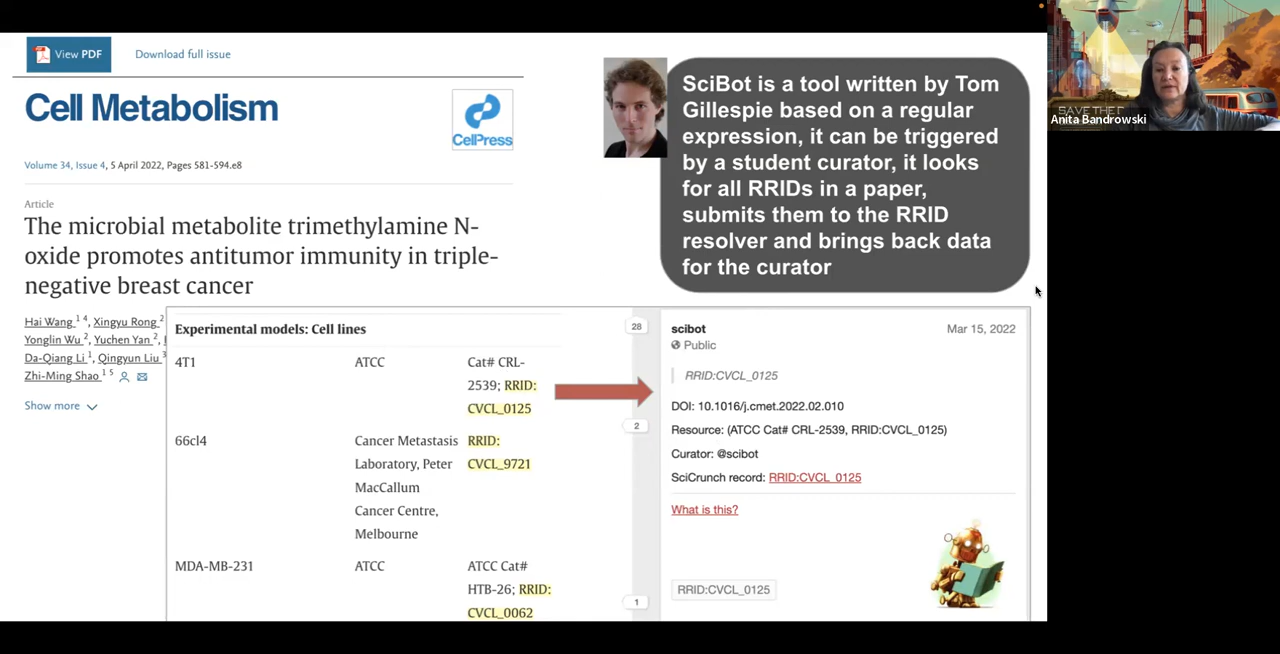 View PDF
Download full issue
Cell Metabolism
CellPress
Volume 34, Issue 4, 5 April 2022, Pages 581-594.e8
Article
The microbial metabolite trimethylamine N-
oxide promotes antitumor immunity in triple-
negative breast cancer
Hai Wang 1 4, Xingyu Rong 2
Yonglin Wu 2, Yuchen Yan 2,
Da-Qiang Li 1, Qingyun Liu 3
Zhi-Ming Shao 1 5
Show more
SciBot is a tool written by Tom
Gillespie based on a regular
expression, it can be triggered
by a student curator, it looks
for all RRIDs in a paper,
submits them to the RRID
resolver and brings back data
for the curator
SAVE THE
Anita Bandrowski
Experimental models: Cell lines
28
4T1 ATCC Cat# CRL-
2539; RRID:
CVCL_0125
2
66cl4 Cancer Metastasis RRID:
Laboratory, Peter CVCL_9721
MacCallum
Cancer Centre,
Melbourne
MDA-MB-231 ATCC ATCC Cat#
HTB-26; RRID:
1
CVCL_0062
scibot Mar 15, 2022
Public
RRID:CVCL_0125
DOI: 10.1016/j.cmet.2022.02.010
Resource: (ATCC Cat# CRL-2539, RRID:CVCL_0125)
Curator: @scibot
SciCrunch record: RRID:CVCL_0125
What is this?
RRID:CVCL_0125